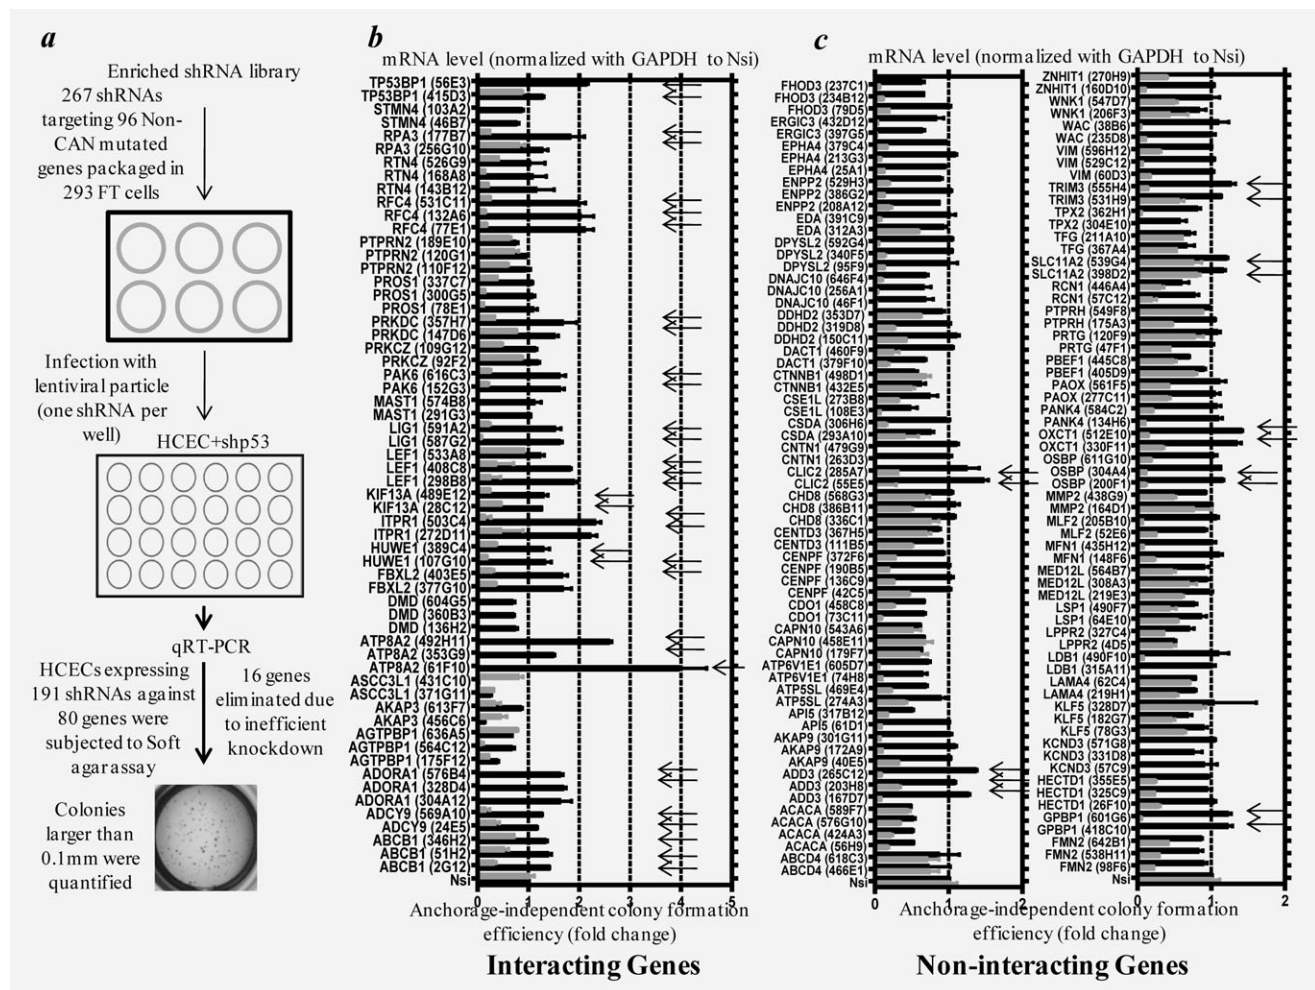 a
Enriched shRNA library
267 shRNAs
targeting 96 Non-
CAN mutated
genes packaged in
293 FT cells
Infection with
lentiviral particle
(one shRNA per
well)
HCEC+shp53
qRT-PCR
HCECs expressing
191 shRNAs against
80 genes were
subjected to Soft
agar assay
16 genes
eliminated due
to inefficient
knockdown
Colonies
larger than
0.1mm were
quantified
b
mRNA level (normalized with GAPDH to Nsi)
TP53BP1 (56E3)
TP53BP1 (415D3)
STMN4 (103A2)
STMN4 (46B7)
RPA3 (177B7)
RPA3 (256G10)
RTN4 (526G9)
RTN4 (168A8)
RTN4 (143B12)
RFC4 (531C11)
RFC4 (132A6)
RFC4 (77E1)
PTPRN2 (189E10)
PTPRN2 (120G1)
PTPRN2 (110F12)
PROS1 (337C7)
PROS1 (300G5)
PROS1 (78E1)
PRKDC (357H7)
PRKDC (147D6)
PRKCZ (109G12)
PRKCZ (92F2)
PAK6 (616C3)
PAK6 (152G3)
MAST1 (574B8)
MAST1 (291G3)
LIG1 (591A2)
LIG1 (587G2)
LEF1 (533A8)
LEF1 (408C8)
LEF1 (298B8)
KIF13A (489E12)
KIF13A (28C12)
ITPR1 (503C4)
ITPR1 (272D11)
HUWE1 (389C4)
HUWE1 (107G10)
FBXL2 (403E5)
FBXL2 (377G10)
DMD (604G5)
DMD (360B3)
DMD (136H2)
ATP8A2 (492H11)
ATP8A2 (353G9)
ATP8A2 (61F10)
ASCC3L1 (431C10)
ASCC3L1 (371G11)
AKAP3 (613F7)
AKAP3 (456C6)
AGTPBP1 (636A5)
AGTPBP1 (564C12)
AGTPBP1 (175F12)
ADORA1 (576B4)
ADORA1 (328D4)
ADORA1 (304A12)
ADCY9 (569A10)
ADCY9 (24E5)
ABCB1 (346H2)
ABCB1 (51H2)
ABCB1 (2G12)
Nsi
0 1 2 3 4 5
Anchorage-independent colony formation
efficiency (fold change)
Interacting Genes
c
mRNA level (normalized with GAPDH to Nsi)
FHOD3 (237C1)
FHOD3 (234B12)
FHOD3 (79D5)
ERGIC3 (432D12)
ERGIC3 (397G5)
EPHA4 (379C4)
EPHA4 (213G3)
EPHA4 (25A1)
ENPP2 (529H3)
ENPP2 (386G2)
ENPP2 (208A12)
EDA (391C9)
EDA (312A3)
DPYSL2 (592G4)
DPYSL2 (340F5)
DPYSL2 (95F9)
DNAJC10 (646F4)
DNAJC10 (256A1)
DNAJC10 (46F1)
DDHD2 (353D7)
DDHD2 (319D8)
DDHD2 (150C11)
DACT1 (460F9)
DACT1 (379F10)
CTNNB1 (498D1)
CTNNB1 (432E5)
CSE1L (273B8)
CSE1L (108E3)
CSDA (306H6)
CSDA (293A10)
CNTN1 (479G9)
CNTN1 (263D3)
CLIC2 (285A7)
CLIC2 (55E5)
CHD8 (568G3)
CHD8 (386B11)
CHD8 (336C1)
CENTD3 (367H5)
CENTD3 (111B5)
CENPF (372F6)
CENPF (190B5)
CENPF (136C9)
CENPF (42C5)
CDO1 (458C8)
CDO1 (73C11)
CAPN10 (543A6)
CAPN10 (458E11)
CAPN10 (179F7)
ATP6V1E1 (605D7)
ATP6V1E1 (74H8)
ATP5SL (469E4)
ATP5SL (274A3)
API5 (317B12)
API5 (61D1)
AKAP9 (301G11)
AKAP9 (172A9)
AKAP9 (40E5)
ADD3 (265C12)
ADD3 (203H8)
ADD3 (167D7)
ACACA (589F7)
ACACA (576G10)
ACACA (424A3)
ACACA (56H9)
ABCD4 (618C3)
ABCD4 (466E1)
Nsi
0 1 2
ZNHIT1 (270H9)
ZNHIT1 (160D10)
WNK1 (547D7)
WNK1 (206F3)
WAC (38B6)
WAC (235D8)
VIM (596H12)
VIM (529C12)
VIM (60D3)
TRIM3 (555H4)
TRIM3 (531H9)
TPX2 (362H1)
TPX2 (304E10)
TFG (211A10)
TFG (367A4)
SLC11A2 (539G4)
SLC11A2 (398D2)
RCN1 (446A4)
RCN1 (57C12)
PTPRH (549F8)
PTPRH (175A3)
PRTG (120F9)
PRTG (47F1)
PBEF1 (445C8)
PBEF1 (405D9)
PAOX (561F5)
PAOX (277C11)
PANK4 (584C2)
PANK4 (134H6)
OXCT1 (512E10)
OXCT1 (330F11)
OSBP (611G10)
OSBP (304A4)
OSBP (200F1)
MMP2 (438G9)
MMP2 (164D1)
MLF2 (205B10)
MLF2 (52E6)
MFN1 (435H12)
MFN1 (148F6)
MED12L (564B7)
MED12L (308A3)
MED12L (219E3)
LSP1 (490F7)
LSP1 (64E10)
LPPR2 (327C4)
LPPR2 (4D5)
LDB1 (490F10)
LDB1 (315A11)
LAMA4 (62C4)
LAMA4 (219H1)
KLF5 (328D7)
KLF5 (182G7)
KLF5 (78G3)
KCND3 (571G8)
KCND3 (331D8)
KCND3 (57C9)
HECTD1 (355E5)
HECTD1 (325C9)
HECTD1 (26F10)
GPBP1 (601G6)
GPBP1 (418C10)
FMN2 (642B1)
FMN2 (538H11)
FMN2 (98F6)
Nsi
0 1 2
Anchorage-independent colony formation
efficiency (fold change)
Non-interacting Genes